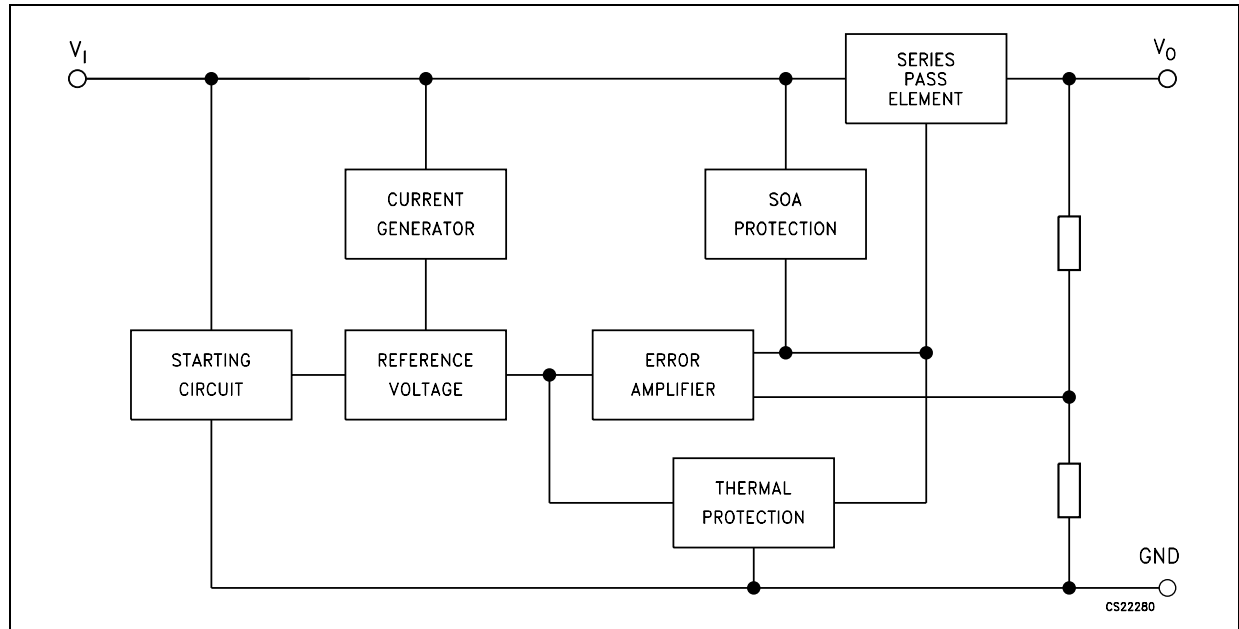 V_I
V_O
SERIES
PASS
ELEMENT
CURRENT
GENERATOR
SOA
PROTECTION
STARTING
CIRCUIT
REFERENCE
VOLTAGE
ERROR
AMPLIFIER
THERMAL
PROTECTION
GND
CS22280